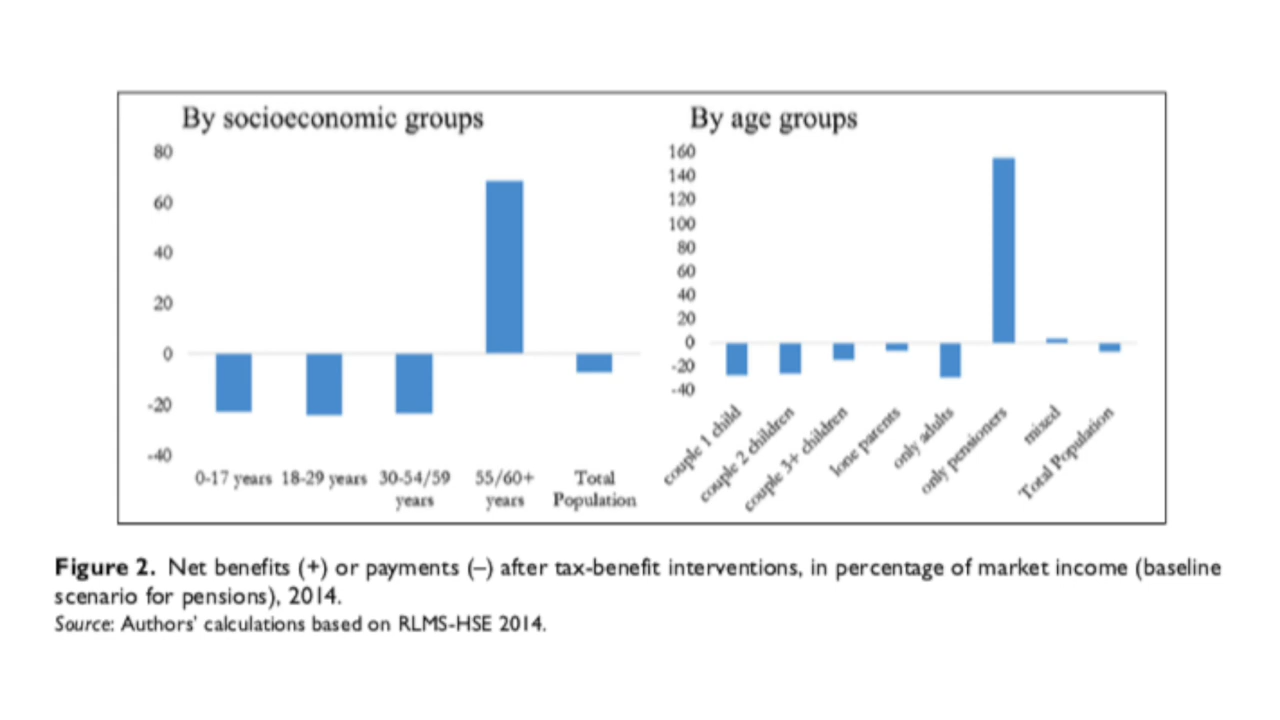 By socioeconomic groups
80
60
40
20
0
-20
-40
0-17 years 18-29 years 30-54/59 years 55/60+ years Total Population
By age groups
160
140
120
100
80
60
40
20
0
-20
-40
couple 1 child
couple 2 children
couple 3+ children
lone parents
only adults
only pensioners
mixed
Total Population
Figure 2. Net benefits (+) or payments (–) after tax-benefit interventions, in percentage of market income (baseline
scenario for pensions), 2014.
Source: Authors' calculations based on RLMS-HSE 2014.